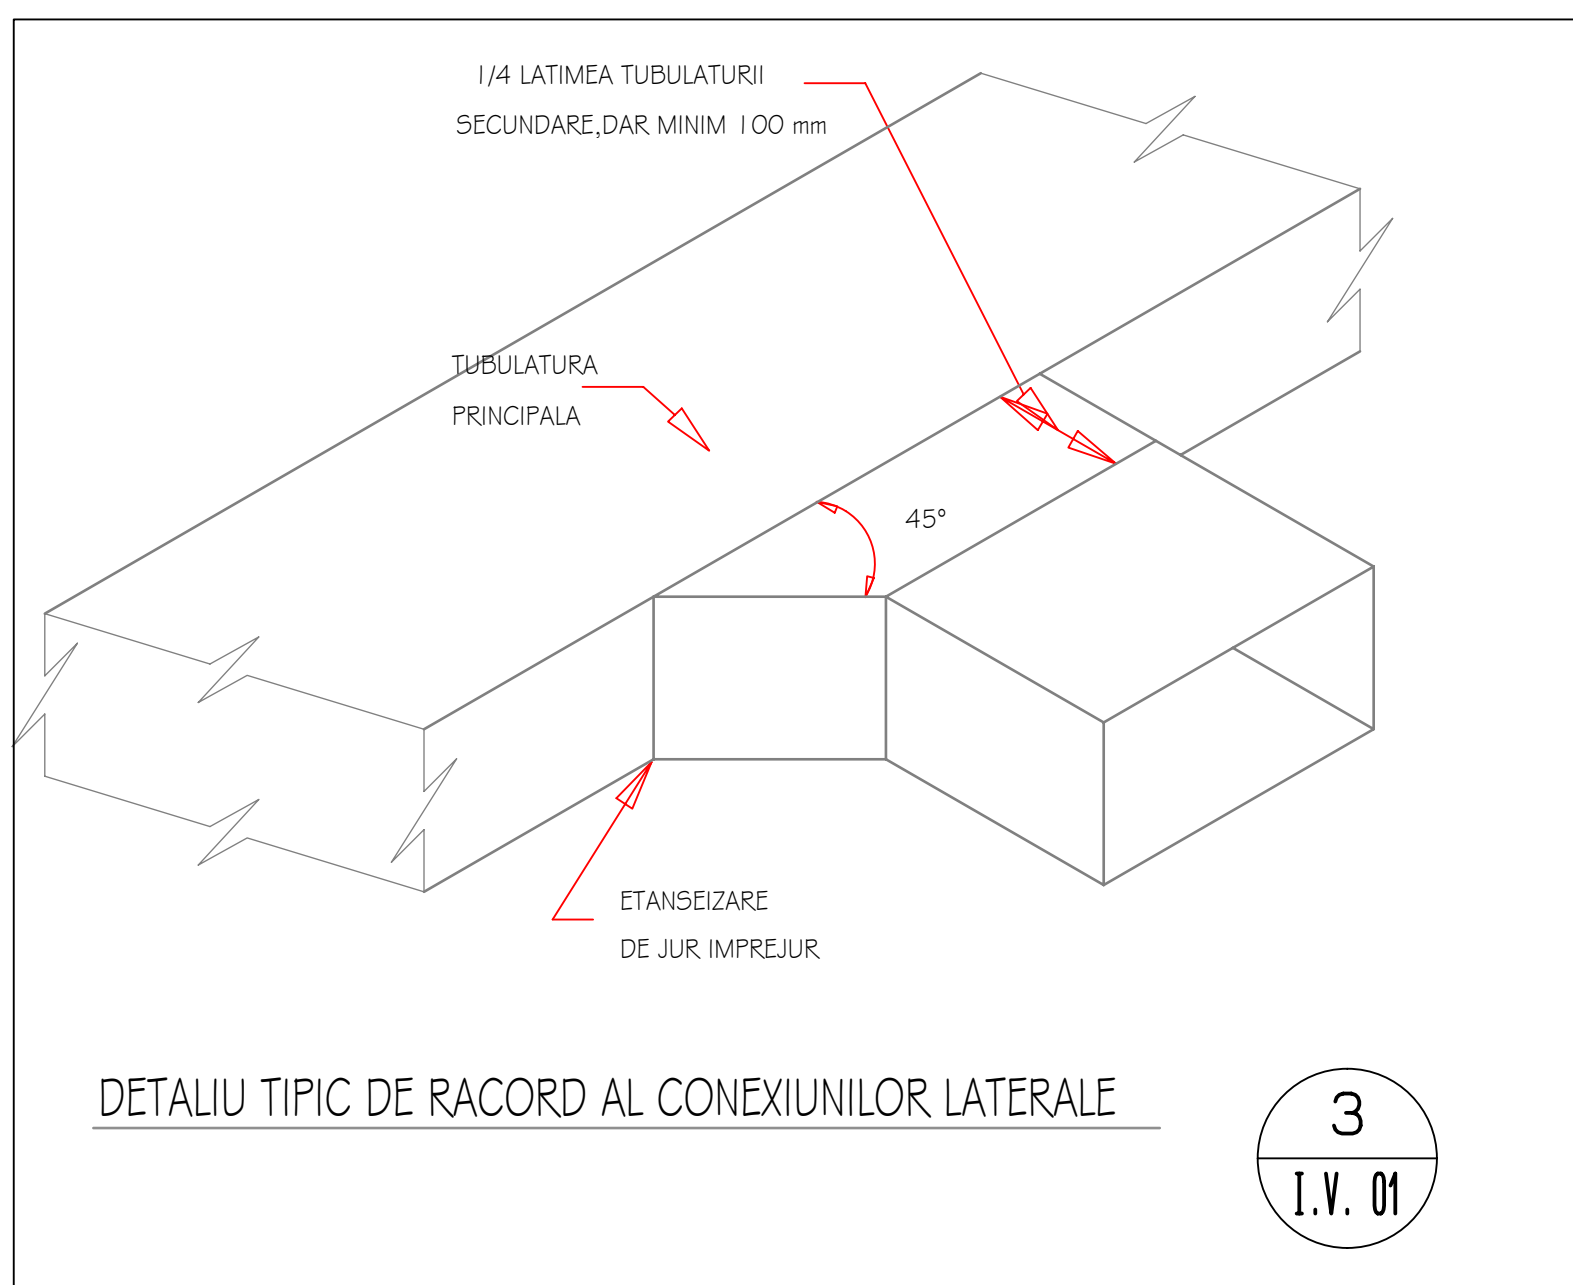 1/4 LATIMEA TUBULATURII
SECUNDARE,DAR MINIM 100 mm
TUBULATURA
PRINCIPALA
45°
ETANSEIZARE
DE JUR IMPREJUR
DETALIU TIPIC DE RACORD AL CONEXIUNILOR LATERALE
3
I.V. 01